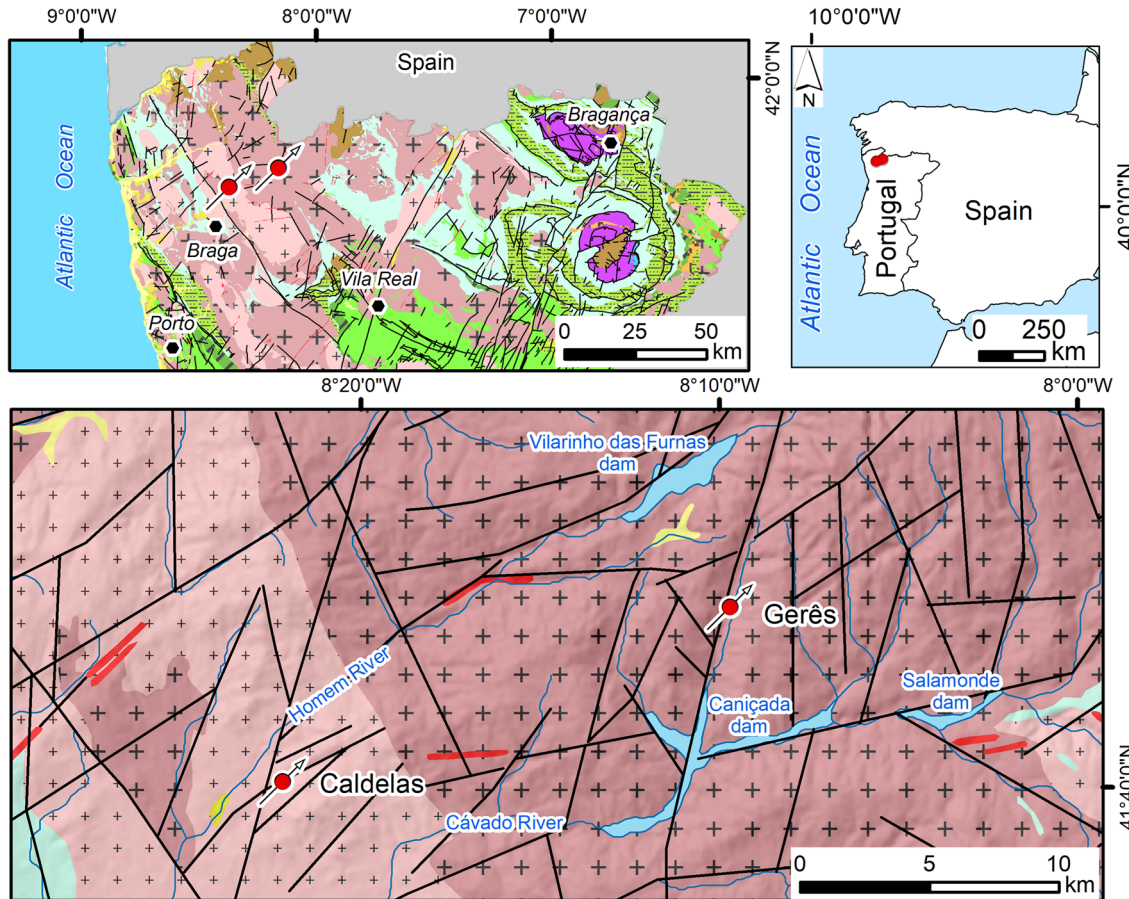 9°0'0"W
8°0'0"W
7°0'0"W
10°0'0"W
Spain
42°0'0"N
Bragança
N
Atlantic Ocean
Braga
Vila Real
Porto
0 25 50
km
Atlantic Ocean
Portugal
Spain
40°0'0"N
0 250
km
8°20'0"W
8°10'0"W
8°0'0"W
Vilarinho das Furnas
dam
Gerês
Homem River
Caniçada
dam
Salamonde
dam
Caldelas
Cávado River
41°40'0"N
0 5 10
km